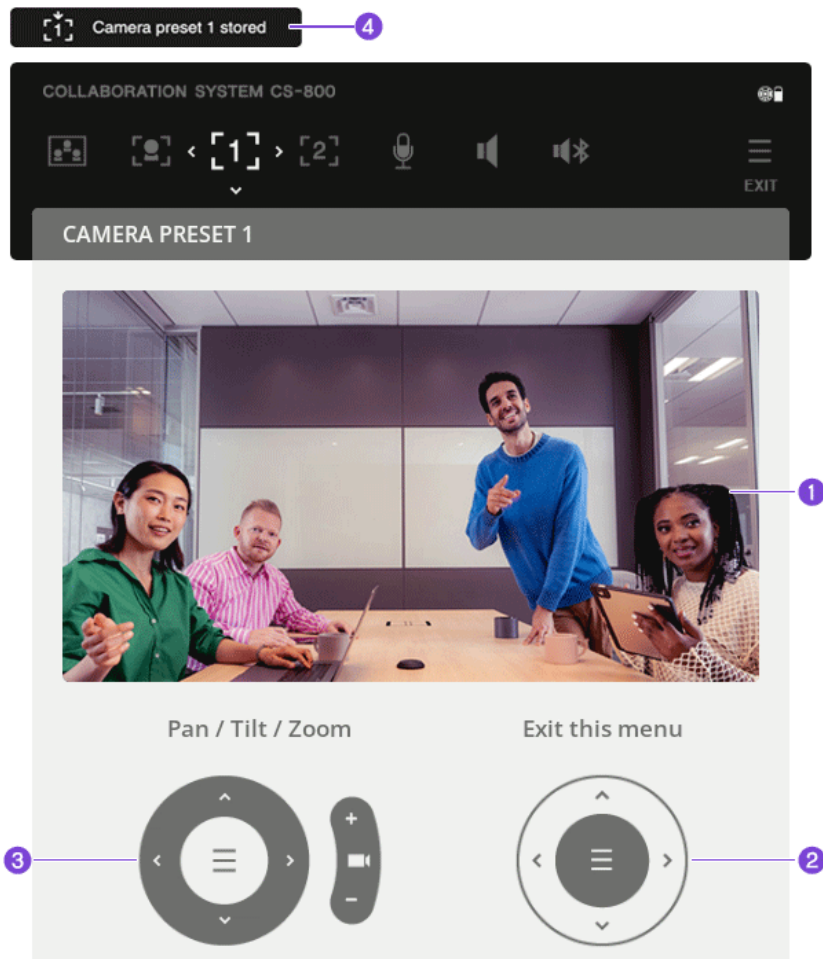 [1] Camera preset 1 stored
4
COLLABORATION SYSTEM CS-800
[1] [2]
EXIT
CAMERA PRESET 1
1
Pan / Tilt / Zoom
Exit this menu
+
3
2
−